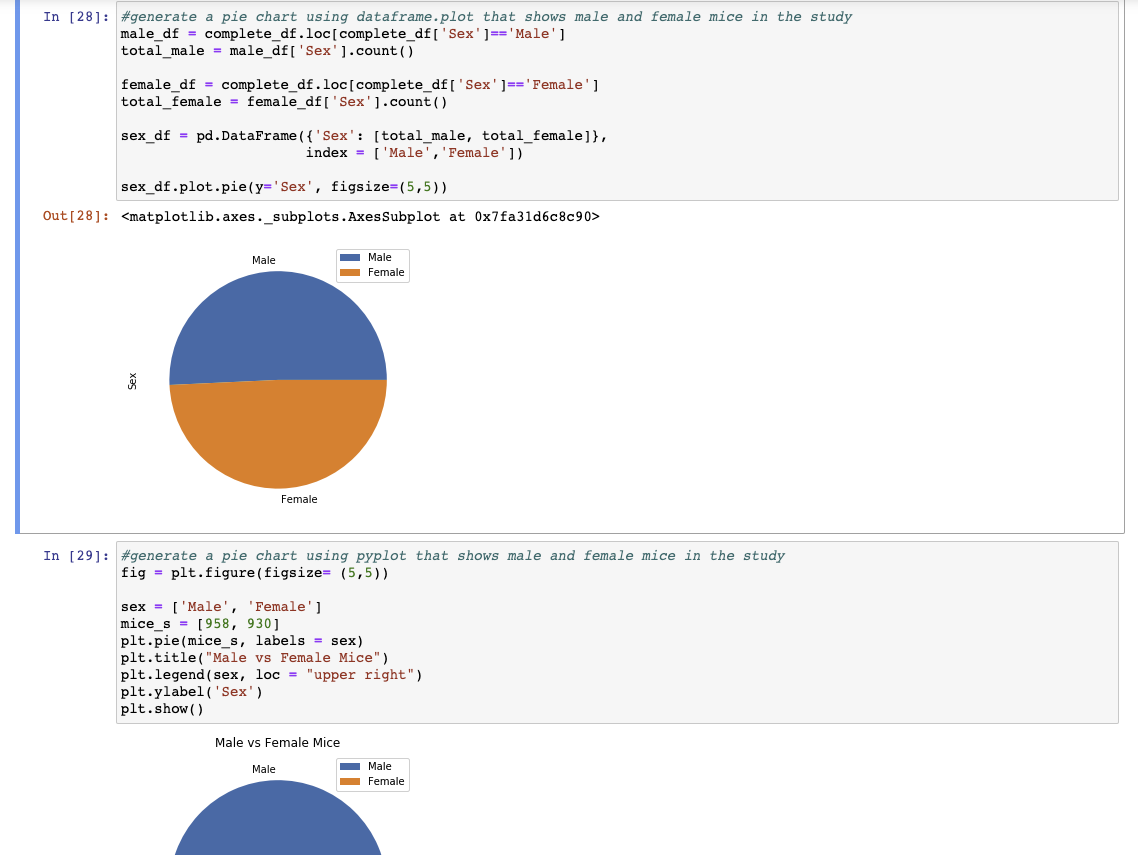 In [28]: #generate a pie chart using dataframe.plot that shows male and female mice in the study
male_df = complete_df.loc[complete_df['Sex']=='Male']
total_male = male_df['Sex'].count()
female_df = complete_df.loc[complete_df['Sex']=='Female']
total_female = female_df['Sex'].count()
sex_df = pd.DataFrame({'Sex': [total_male, total_female]},
index = ['Male','Female'])
sex_df.plot.pie(y='Sex', figsize=(5,5))
Out[28]: <matplotlib.axes._subplots.AxesSubplot at 0x7fa31d6c8c90>
Male
Male
Female
Sex
Female
In [29]: #generate a pie chart using pyplot that shows male and female mice in the study
fig = plt.figure(figsize= (5,5))
sex = ['Male', 'Female']
mice_s = [958, 930]
plt.pie(mice_s, labels = sex)
plt.title("Male vs Female Mice")
plt.legend(sex, loc = "upper right")
plt.ylabel('Sex')
plt.show()
Male vs Female Mice
Male
Male
Female